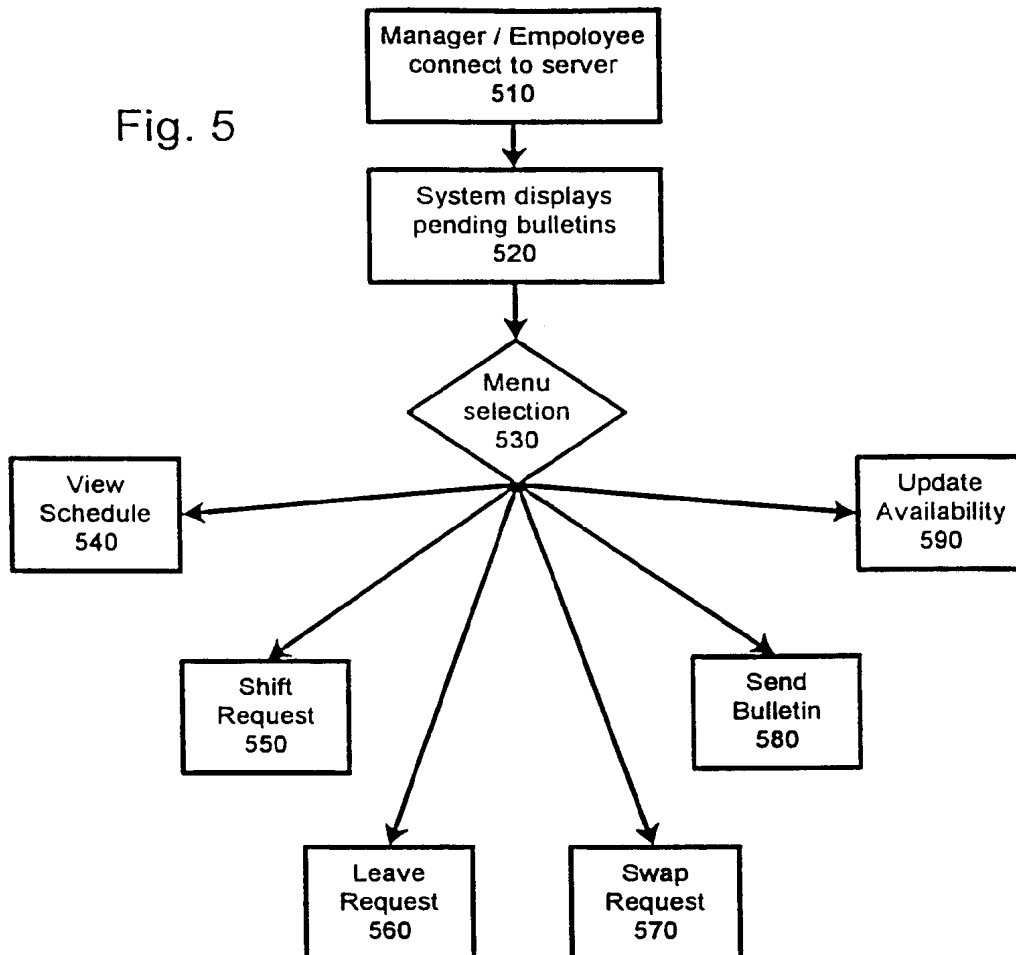 Manager / Empoloyee
connect to server
510
Fig. 5
System displays
pending bulletins
520
Menu
selection
530
View
Schedule
540
Update
Availability
590
Shift
Request
550
Send
Bulletin
580
Leave
Request
560
Swap
Request
570